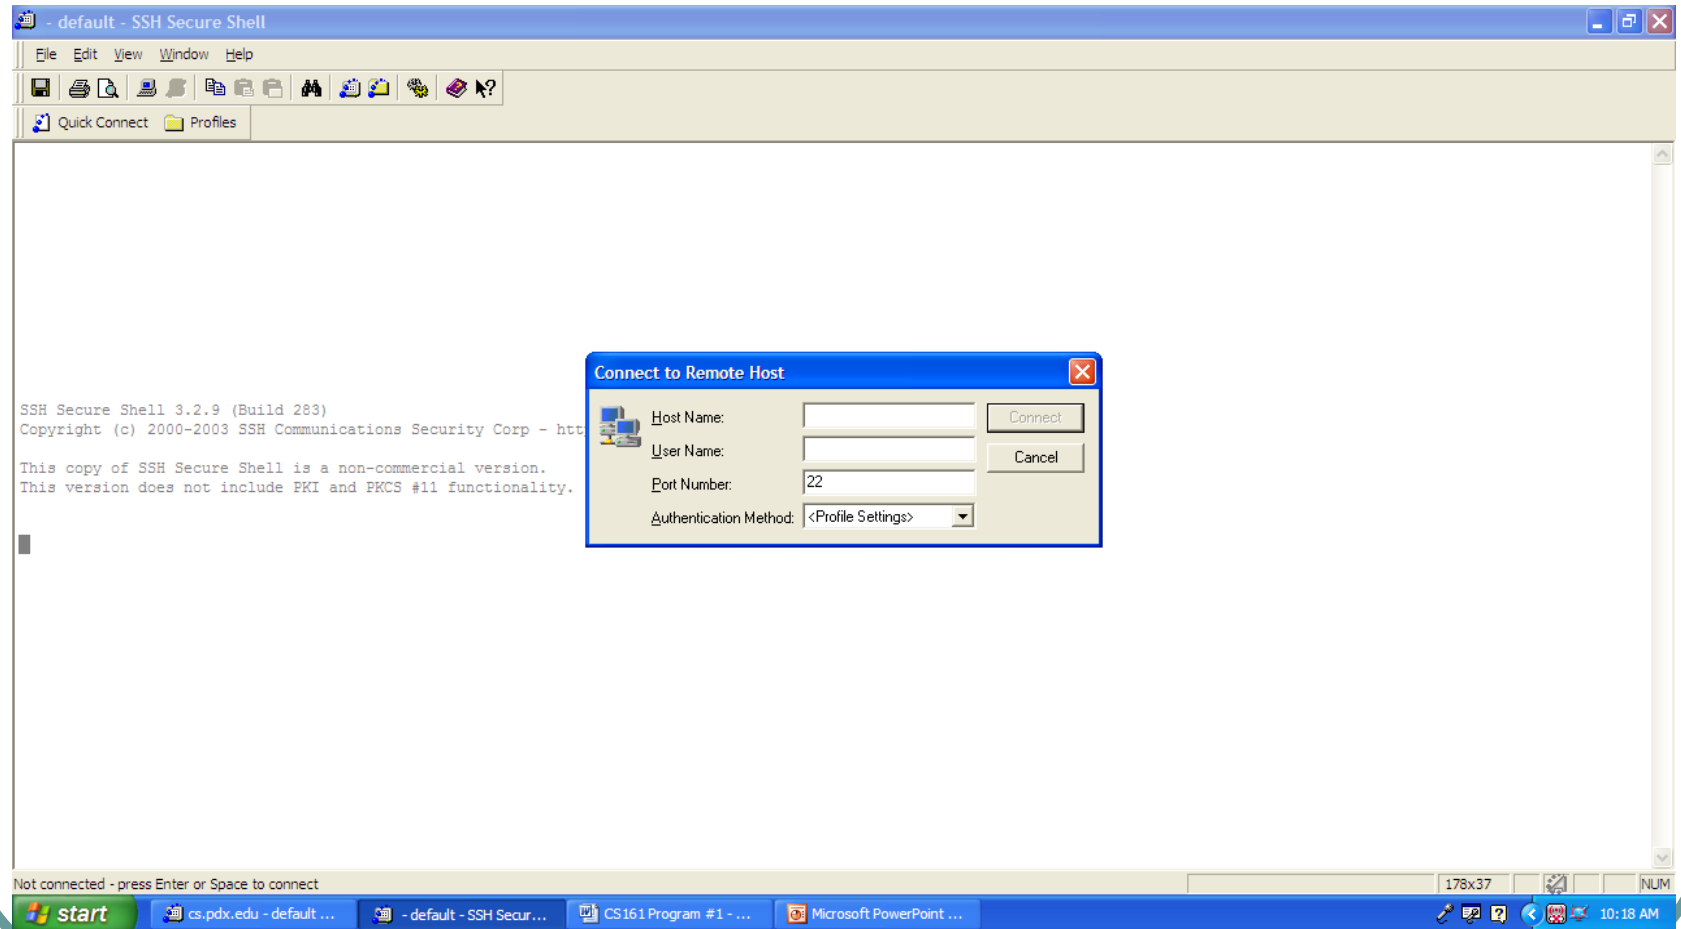 - default - SSH Secure Shell
File Edit View Window Help
Quick Connect Profiles
SSH Secure Shell 3.2.9 (Build 283)
Copyright (c) 2000-2003 SSH Communications Security Corp - htt
This copy of SSH Secure Shell is a non-commercial version.
This version does not include PKI and PKCS #11 functionality.
Connect to Remote Host
Host Name: Connect
User Name: Cancel
Port Number: 22
Authentication Method: <Profile Settings>
Not connected - press Enter or Space to connect 178x37 NUM
start cs.pdx.edu - default ... - default - SSH Secur... CS161 Program #1 - ... Microsoft PowerPoint ... 10:18 AM